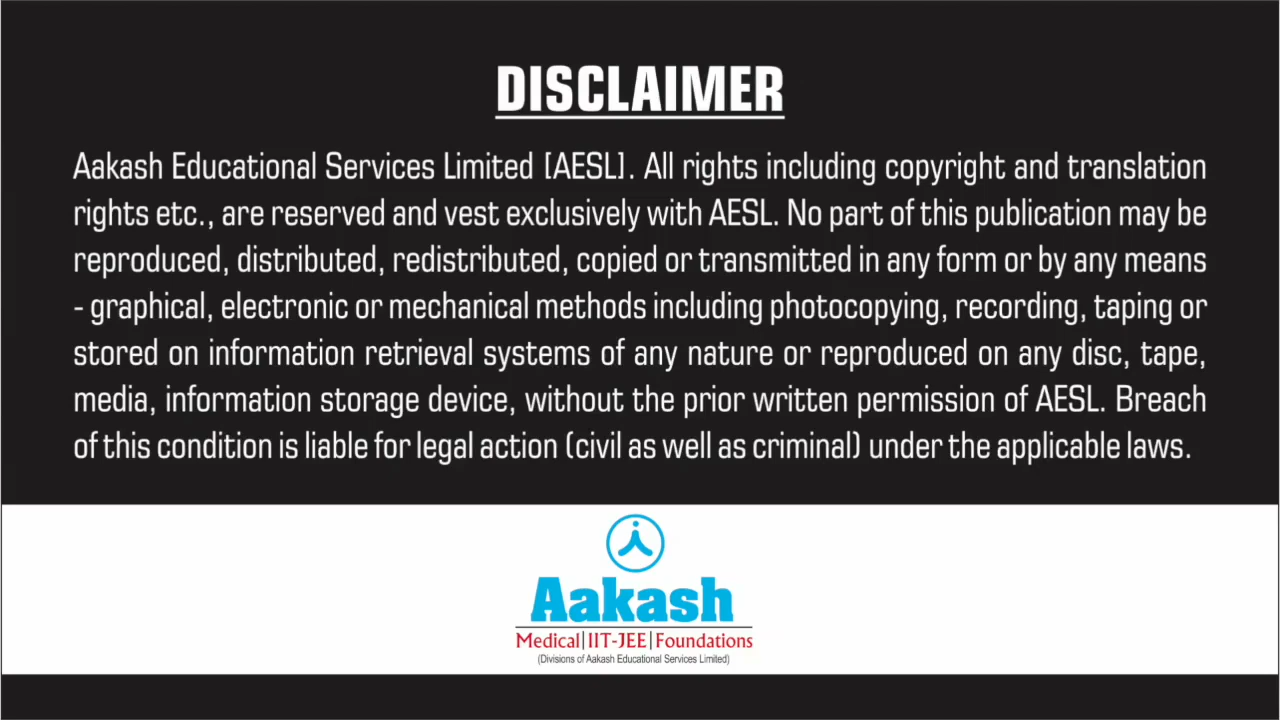 DISCLAIMER
Aakash Educational Services Limited [AESL]. All rights including copyright and translation
rights etc., are reserved and vest exclusively with AESL. No part of this publication may be
reproduced, distributed, redistributed, copied or transmitted in any form or by any means
- graphical, electronic or mechanical methods including photocopying, recording, taping or
stored on information retrieval systems of any nature or reproduced on any disc, tape,
media, information storage device, without the prior written permission of AESL. Breach
of this condition is liable for legal action (civil as well as criminal) under the applicable laws.
Aakash
Medical|IIT-JEE|Foundations
(Divisions of Aakash Educational Services Limited)